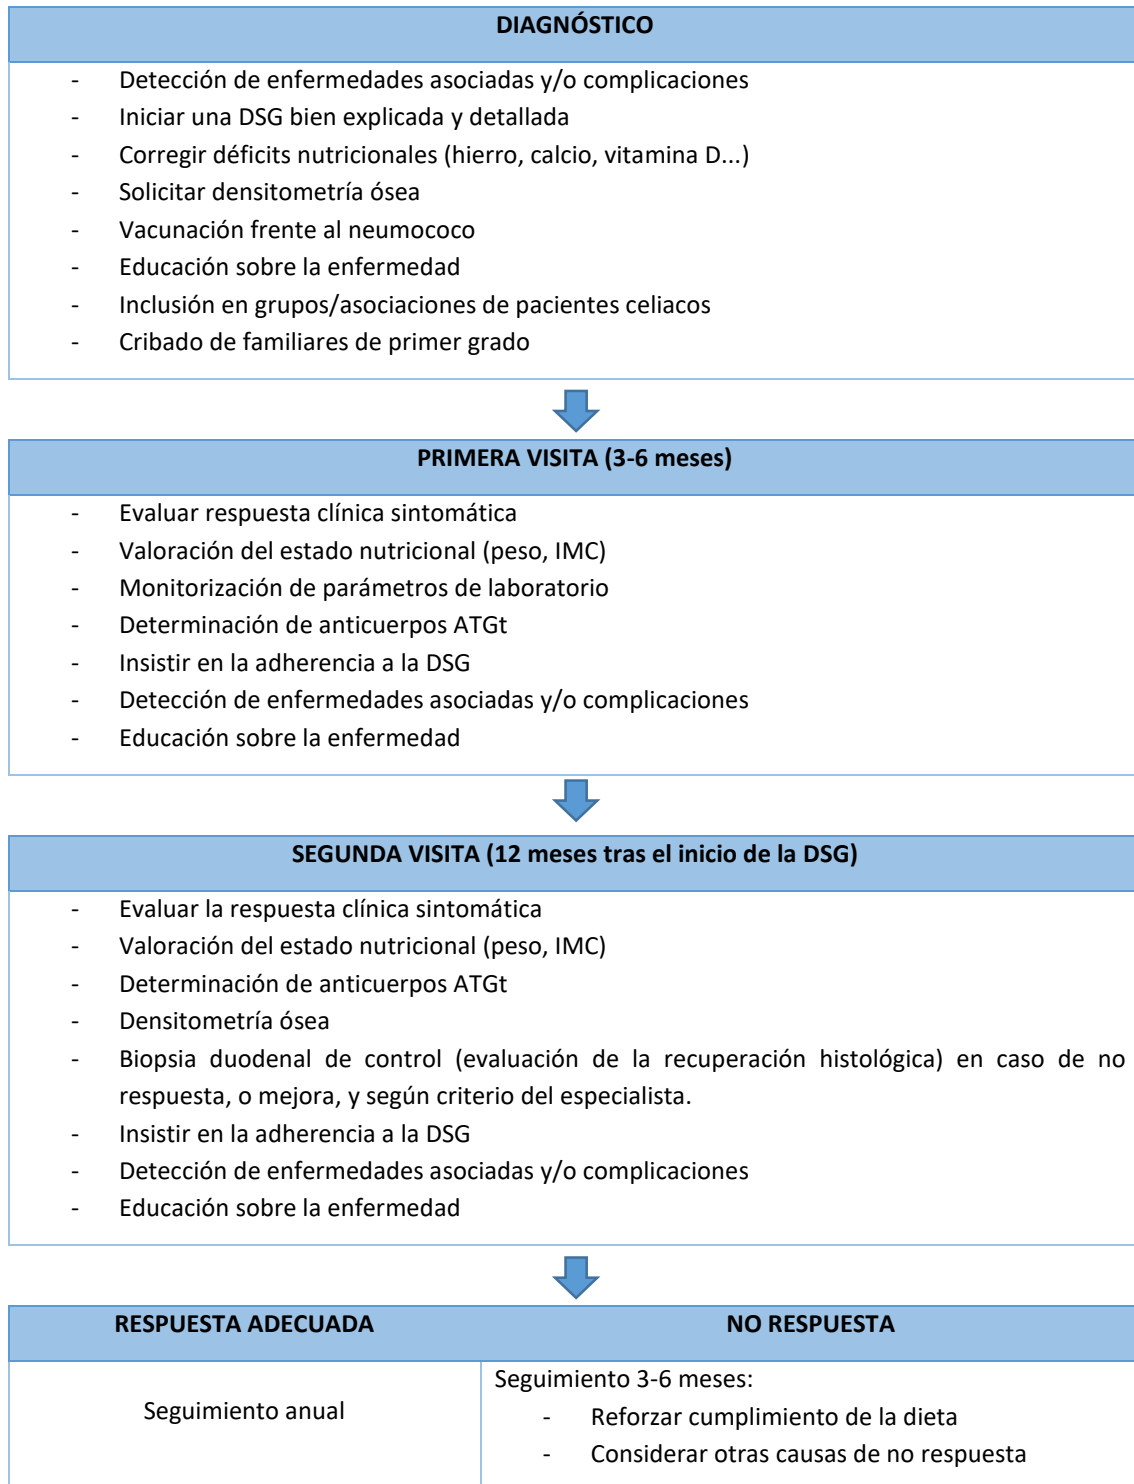 DIAGNÓSTICO
- Detección de enfermedades asociadas y/o complicaciones
- Iniciar una DSG bien explicada y detallada
- Corregir déficits nutricionales (hierro, calcio, vitamina D...)
- Solicitar densitometría ósea
- Vacunación frente al neumococo
- Educación sobre la enfermedad
- Inclusión en grupos/asociaciones de pacientes celiacos
- Cribado de familiares de primer grado
PRIMERA VISITA (3-6 meses)
- Evaluar respuesta clínica sintomática
- Valoración del estado nutricional (peso, IMC)
- Monitorización de parámetros de laboratorio
- Determinación de anticuerpos ATGt
- Insistir en la adherencia a la DSG
- Detección de enfermedades asociadas y/o complicaciones
- Educación sobre la enfermedad
SEGUNDA VISITA (12 meses tras el inicio de la DSG)
- Evaluar la respuesta clínica sintomática
- Valoración del estado nutricional (peso, IMC)
- Determinación de anticuerpos ATGt
- Densitometría ósea
- Biopsia duodenal de control (evaluación de la recuperación histológica) en caso de no
respuesta, o mejora, y según criterio del especialista.
- Insistir en la adherencia a la DSG
- Detección de enfermedades asociadas y/o complicaciones
- Educación sobre la enfermedad
RESPUESTA ADECUADA
Seguimiento anual
NO RESPUESTA
Seguimiento 3-6 meses:
- Reforzar cumplimiento de la dieta
- Considerar otras causas de no respuesta